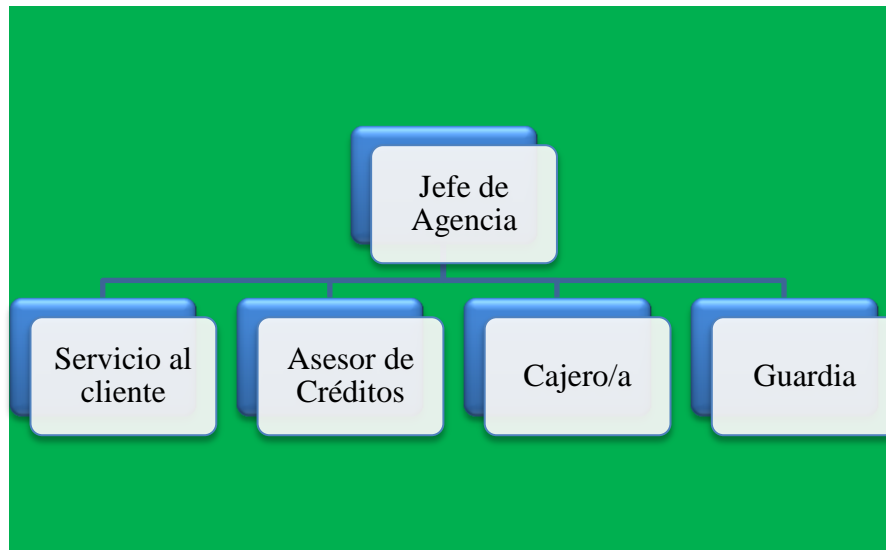 Jefe de
Agencia
Servicio al
cliente
Asesor de
Créditos
Cajero/a
Guardia